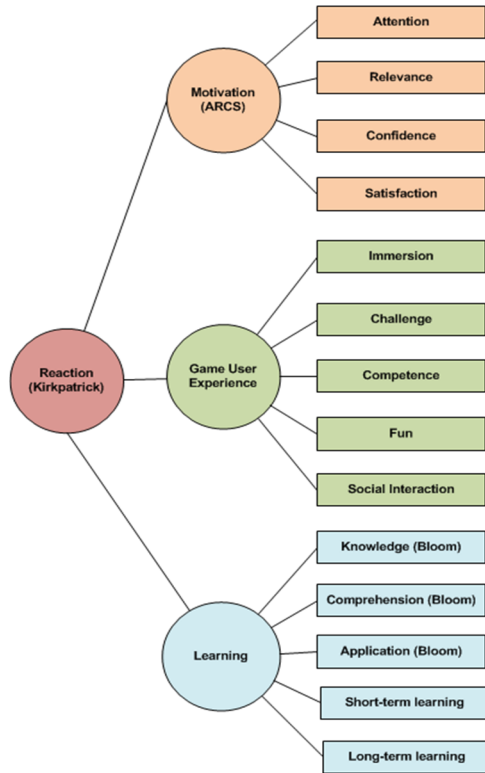 Attention
Motivation
(ARCS)
Relevance
Confidence
Satisfaction
Immersion
Challenge
Reaction
(Kirkpatrick)
Game User
Experience
Competence
Fun
Social Interaction
Knowledge (Bloom)
Comprehension (Bloom)
Learning
Application (Bloom)
Short-term learning
Long-term learning